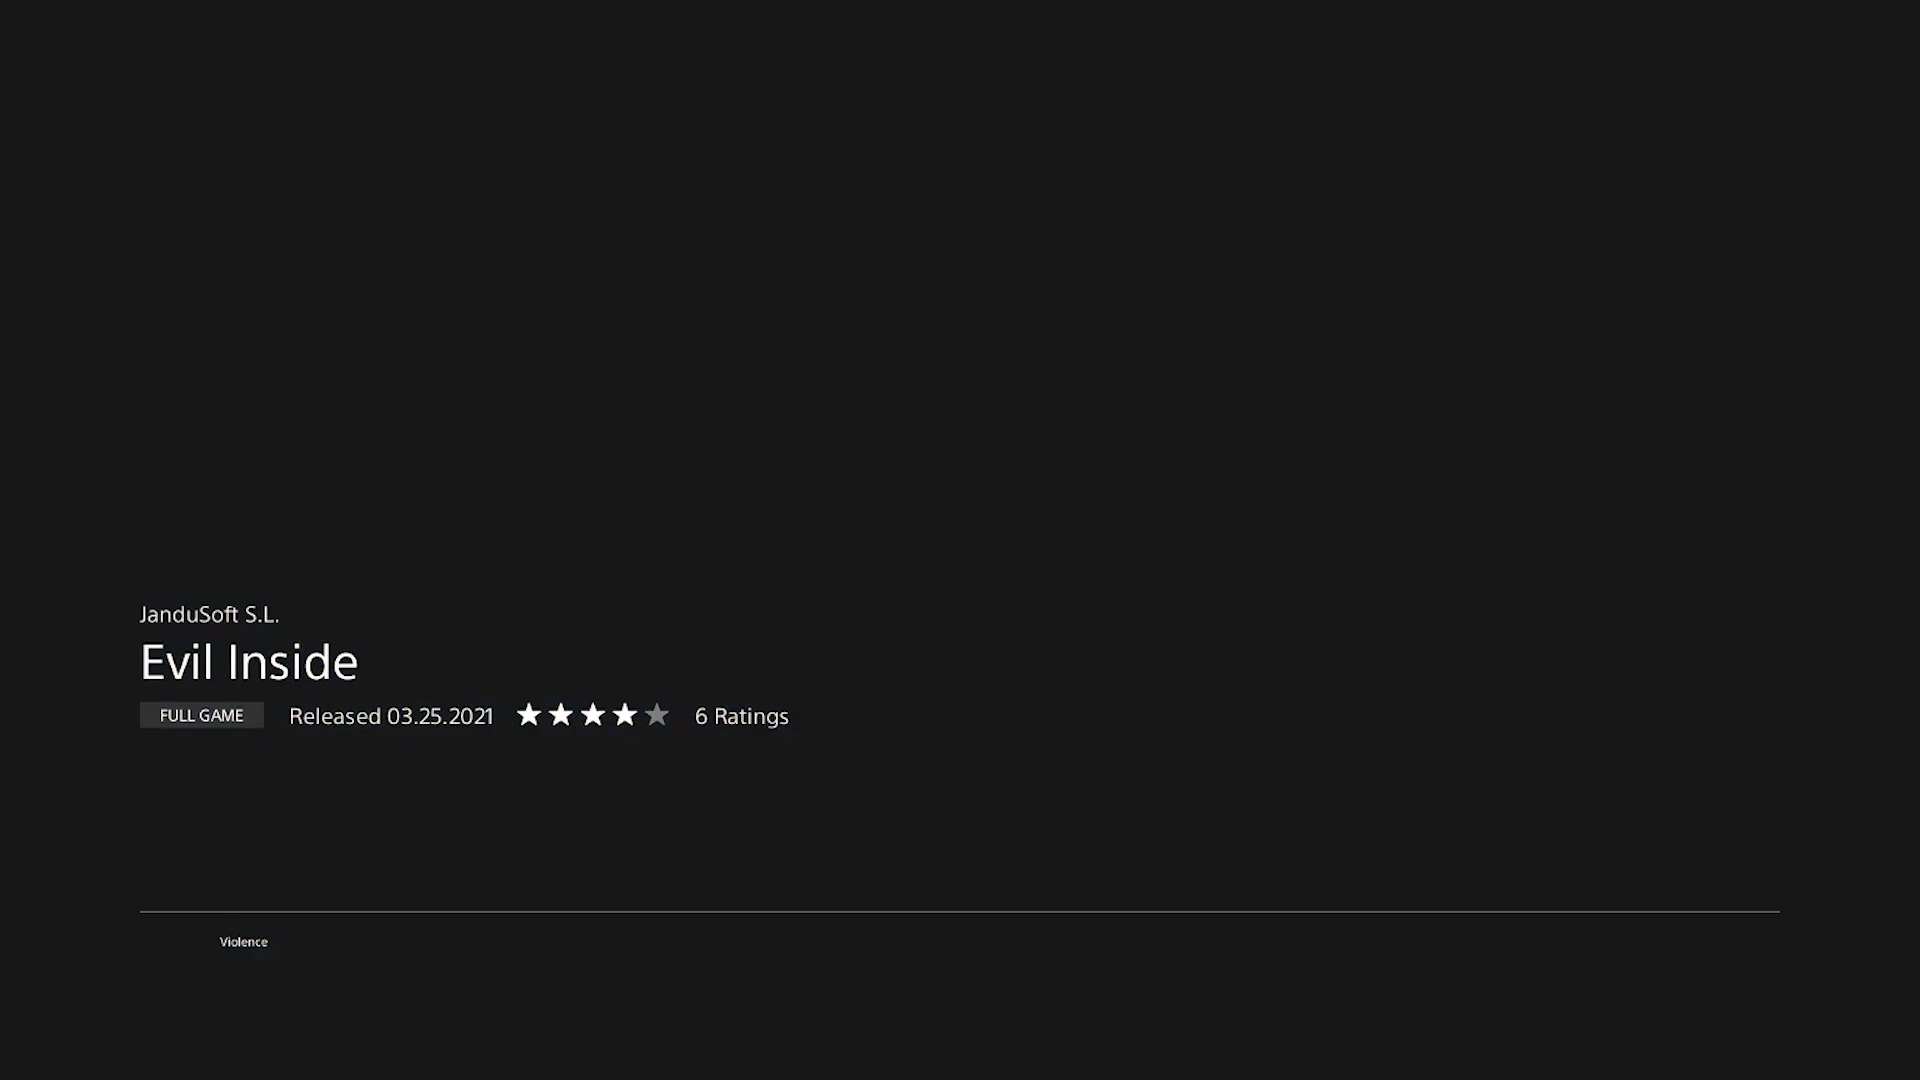 JanduSoft S.L.
Evil Inside
FULL GAME Released 03.25.2021 6 Ratings
Violence